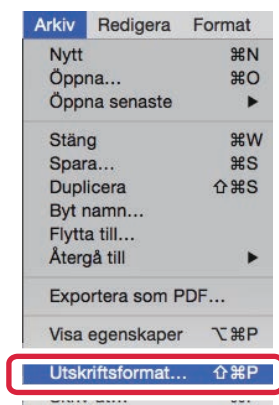 Arkiv Redigera Format
Nytt ⌘N
Öppna... ⌘O
Öppna senaste ▶
Stäng ⌘W
Spara... ⌘S
Duplicera ⇧⌘S
Byt namn...
Flytta till...
Återgå till ▶
Exportera som PDF...
Visa egenskaper ⌥⌘P
Utskriftsformat... ⇧⌘P